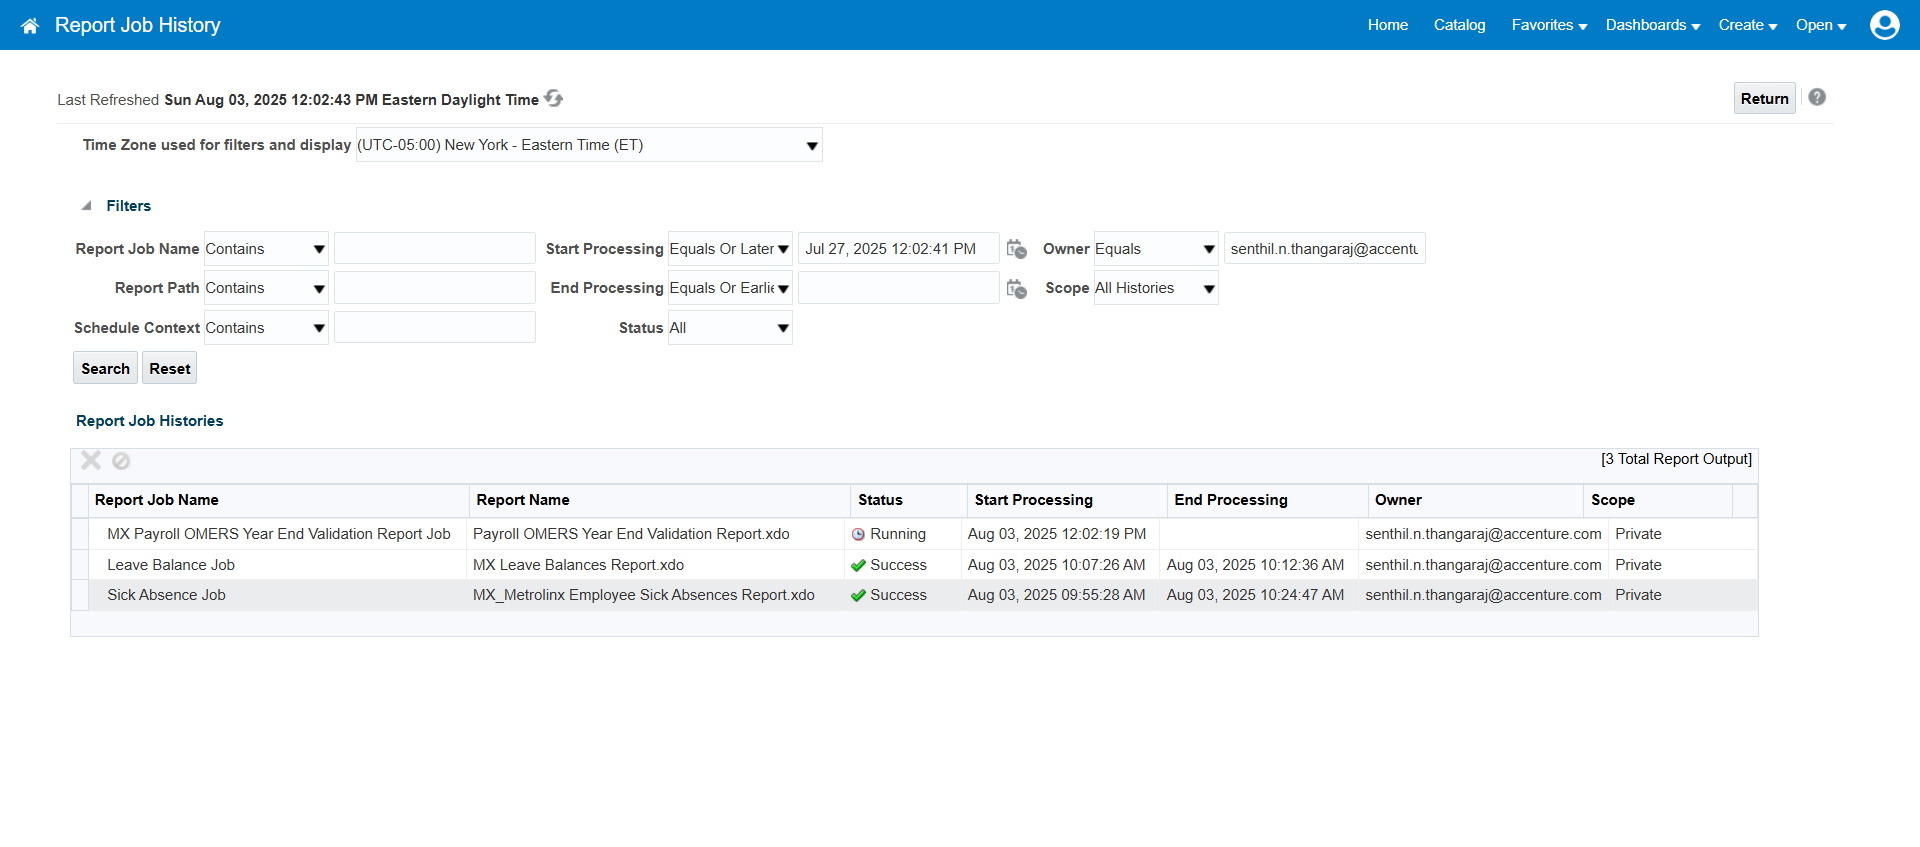 Report Job History
Home Catalog Favorites Dashboards Create Open
Last Refreshed Sun Aug 03, 2025 12:02:43 PM Eastern Daylight Time
Return
Time Zone used for filters and display (UTC-05:00) New York - Eastern Time (ET)
Filters
Report Job Name Contains Start Processing Equals Or Later Jul 27, 2025 12:02:41 PM Owner Equals senthil.n.thangaraj@accentu
Report Path Contains End Processing Equals Or Earlie Scope All Histories
Schedule Context Contains Status All
Search Reset
Report Job Histories
[3 Total Report Output]
Report Job Name Report Name Status Start Processing End Processing Owner Scope
MX Payroll OMERS Year End Validation Report Job Payroll OMERS Year End Validation Report.xdo Running Aug 03, 2025 12:02:19 PM senthil.n.thangaraj@accenture.com Private
Leave Balance Job MX Leave Balances Report.xdo Success Aug 03, 2025 10:07:26 AM Aug 03, 2025 10:12:36 AM senthil.n.thangaraj@accenture.com Private
Sick Absence Job MX_Metrolinx Employee Sick Absences Report.xdo Success Aug 03, 2025 09:55:28 AM Aug 03, 2025 10:24:47 AM senthil.n.thangaraj@accenture.com Private